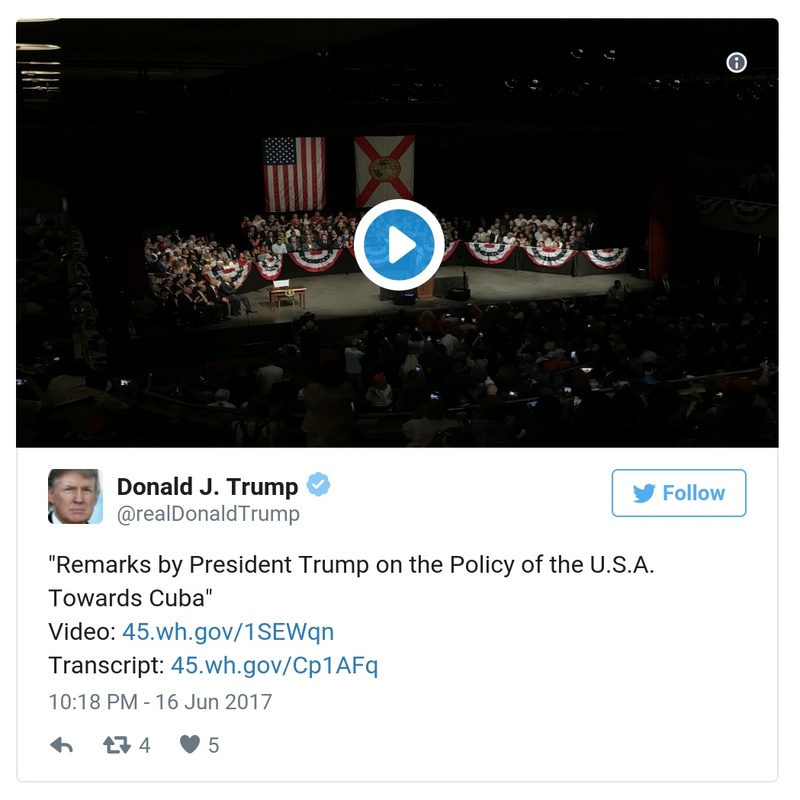 Donald J. Trump
@realDonaldTrump
Follow
"Remarks by President Trump on the Policy of the U.S.A.
Towards Cuba"
Video: 45.wh.gov/1SEWqn
Transcript: 45.wh.gov/Cp1AFq
10:18 PM - 16 Jun 2017
4 5